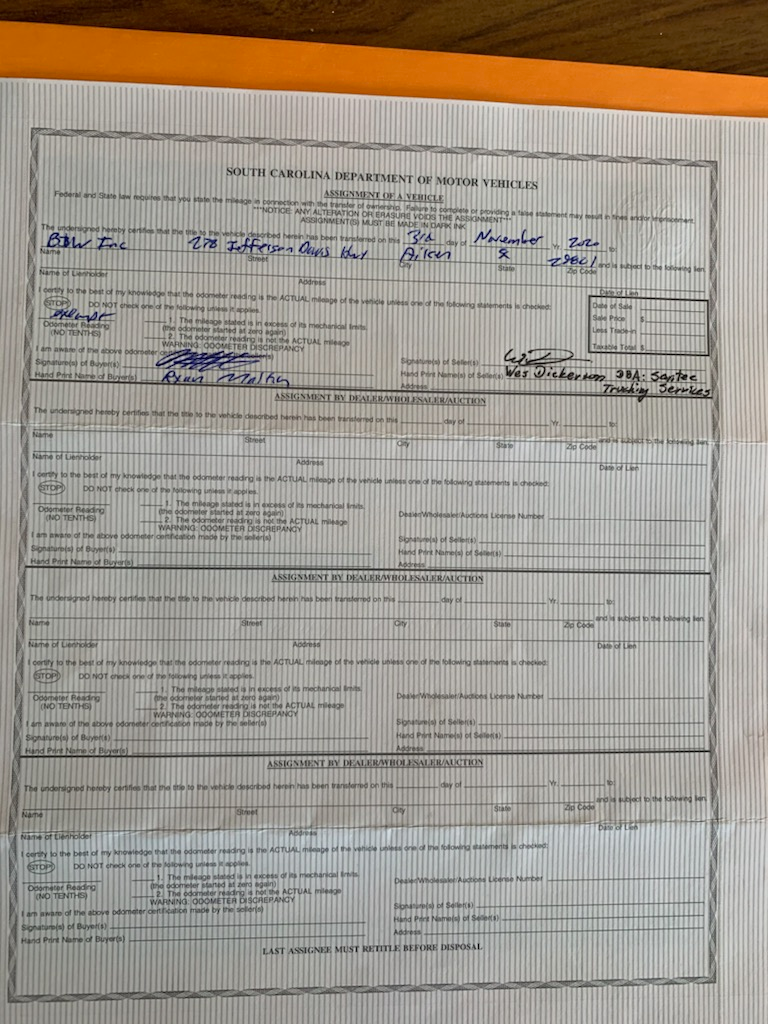 SOUTH CAROLINA DEPARTMENT OF MOTOR VEHICLES
ASSIGNMENT OF A VEHICLE
Federal and State law requires that you state the mileage in connection with the transfer of ownership. Failure to complete or providing a false statement may result in fines and/or imprisonment.
***NOTICE: ANY ALTERATION OR ERASURE VOIDS THE ASSIGNMENT***
ASSIGNMENT(S) MUST BE MADE IN DARK INK
The undersigned hereby certifies that the title to the vehicle described herein has been transferred on this 3rd day of November Yr. 2020
278 Jefferson Davis Aiken 29801 and is subject to the following lien
Name Street City State Zip Code
Name of Lienholder Address Date of Lien
I certify to the best of my knowledge that the odometer reading is the ACTUAL mileage of the vehicle unless one of the following statements is checked:
STOP! DO NOT check one of the following unless it applies. Date of Sale
exempt 1. The mileage stated is in excess of its mechanical limits. Sale Price $
Odometer Reading (the odometer started at zero again) Less Trade-in
(NO TENTHS) 2. The odometer reading is not the ACTUAL mileage
WARNING: ODOMETER DISCREPANCY Taxable Total $
I am aware of the above odometer
Signature(s) of Buyer(s) Signature(s) of Seller(s)
Hand Print Name of Buyer(s) Ryan Hand Print Name(s) of Seller(s) Wes Dickerson DBA: Santee
Address Trucking Services
ASSIGNMENT BY DEALER/WHOLESALER/AUCTION
The undersigned hereby certifies that the title to the vehicle described herein has been transferred on this day of Yr. to:
and is subject to the following lien.
Name Street City State Zip Code
Name of Lienholder Address Date of Lien
I certify to the best of my knowledge that the odometer reading is the ACTUAL mileage of the vehicle unless one of the following statements is checked:
STOP! DO NOT check one of the following unless it applies.
1. The mileage stated is in excess of its mechanical limits.
Odometer Reading (the odometer started at zero again) Dealer/Wholesaler/Auctions License Number
(NO TENTHS) 2. The odometer reading is not the ACTUAL mileage
WARNING: ODOMETER DISCREPANCY
I am aware of the above odometer certification made by the seller(s) Signature(s) of Seller(s)
Signature(s) of Buyer(s) Hand Print Name(s) of Seller(s)
Hand Print Name of Buyer(s) Address
ASSIGNMENT BY DEALER/WHOLESALER/AUCTION
The undersigned hereby certifies that the title to the vehicle described herein has been transferred on this day of Yr. to:
and is subject to the following lien.
Name Street City State Zip Code
Name of Lienholder Address Date of Lien
I certify to the best of my knowledge that the odometer reading is the ACTUAL mileage of the vehicle unless one of the following statements is checked:
STOP! DO NOT check one of the following unless it applies.
1. The mileage stated is in excess of its mechanical limits.
Odometer Reading (the odometer started at zero again) Dealer/Wholesaler/Auctions License Number
(NO TENTHS) 2. The odometer reading is not the ACTUAL mileage
WARNING: ODOMETER DISCREPANCY
I am aware of the above odometer certification made by the seller(s) Signature(s) of Seller(s)
Signature(s) of Buyer(s) Hand Print Name(s) of Seller(s)
Hand Print Name of Buyer(s) Address
ASSIGNMENT BY DEALER/WHOLESALER/AUCTION
The undersigned hereby certifies that the title to the vehicle described herein has been transferred on this day of Yr. to:
and is subject to the following lien.
Name Street City State Zip Code
Name of Lienholder Address Date of Lien
I certify to the best of my knowledge that the odometer reading is the ACTUAL mileage of the vehicle unless one of the following statements is checked:
STOP! DO NOT check one of the following unless it applies.
1. The mileage stated is in excess of its mechanical limits.
Odometer Reading (the odometer started at zero again) Dealer/Wholesaler/Auctions License Number
(NO TENTHS) 2. The odometer reading is not the ACTUAL mileage
WARNING: ODOMETER DISCREPANCY
I am aware of the above odometer certification made by the seller(s) Signature(s) of Seller(s)
Signature(s) of Buyer(s) Hand Print Name(s) of Seller(s)
Hand Print Name of Buyer(s) Address
LAST ASSIGNEE MUST RETITLE BEFORE DISPOSAL